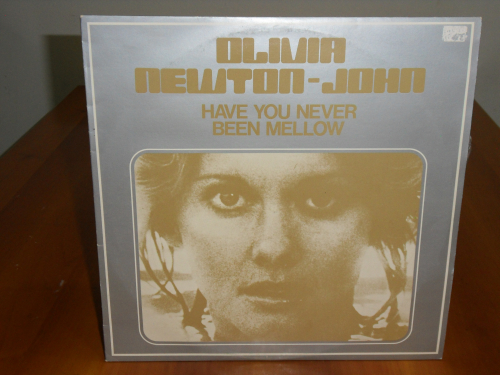 OLIVIA
NEWTON-JOHN
HAVE YOU NEVER
BEEN MELLOW